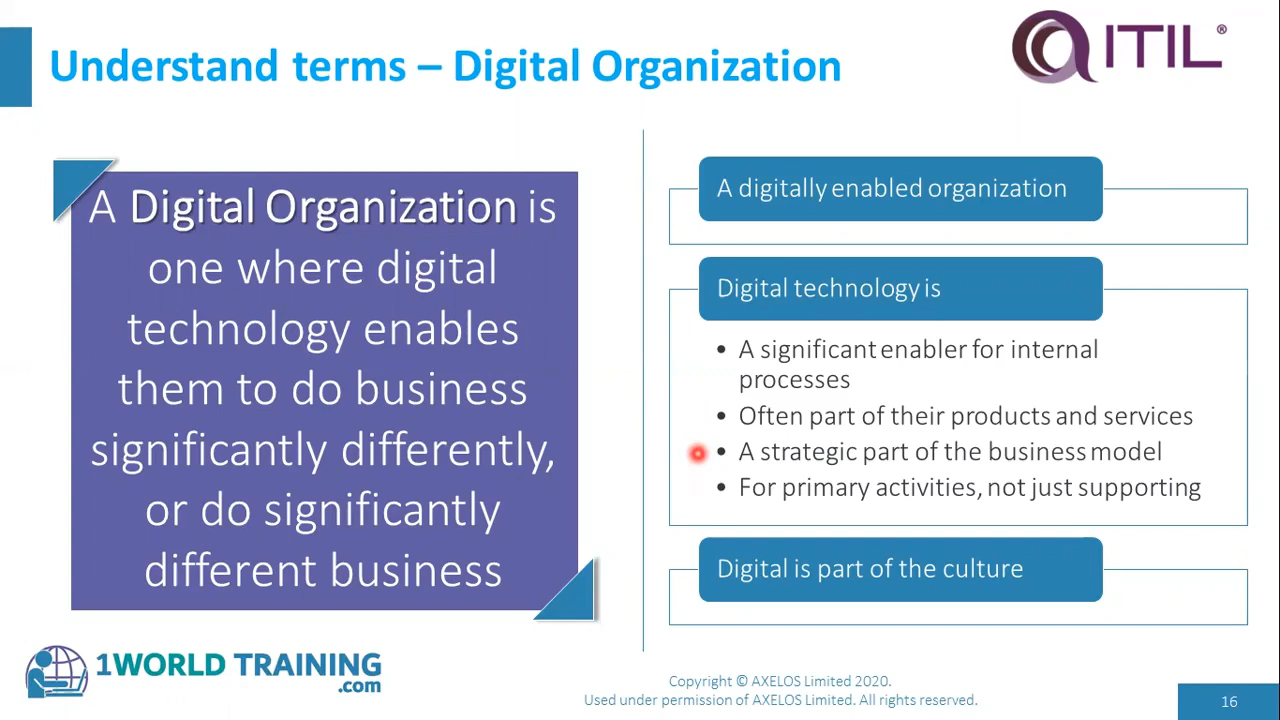 Understand terms – Digital Organization
ITIL®
A Digital Organization is
one where digital
technology enables
them to do business
significantly differently,
or do significantly
different business
A digitally enabled organization
Digital technology is
• A significant enabler for internal
processes
• Often part of their products and services
• A strategic part of the business model
• For primary activities, not just supporting
Digital is part of the culture
1WORLD TRAINING
.com
Copyright © AXELOS Limited 2020.
Used under permission of AXELOS Limited. All rights reserved.
16